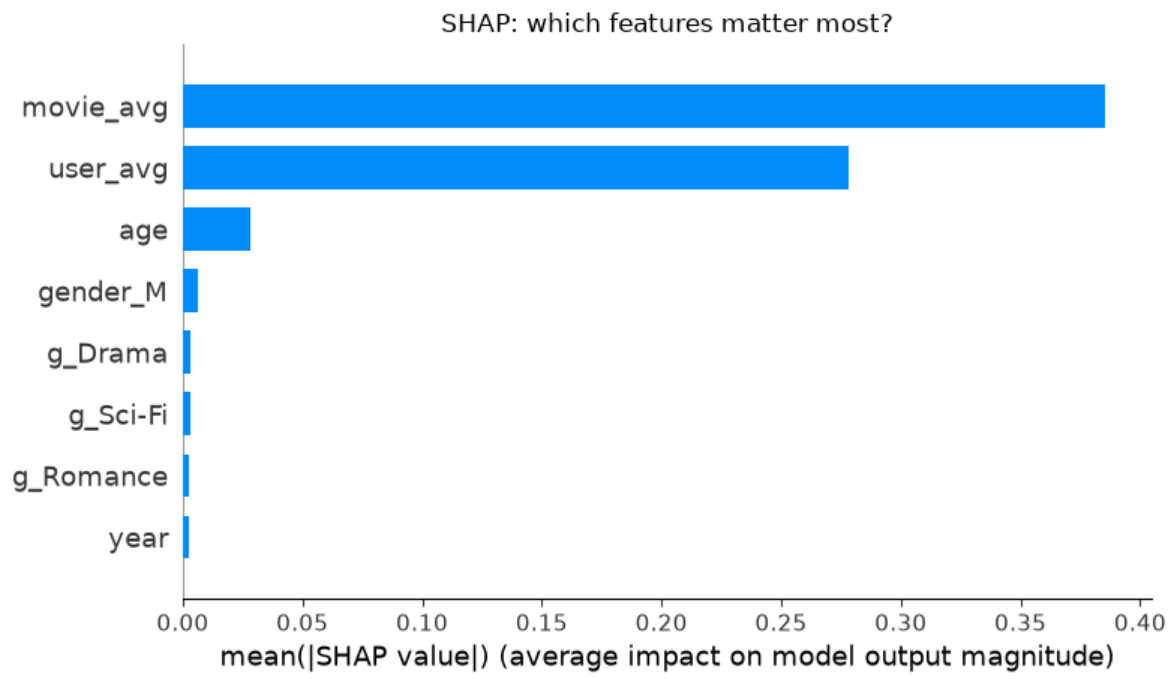 SHAP: which features matter most?
movie_avg
user_avg
age
gender_M
g_Drama
g_Sci-Fi
g_Romance
year
0.00 0.05 0.10 0.15 0.20 0.25 0.30 0.35 0.40
mean(|SHAP value|) (average impact on model output magnitude)